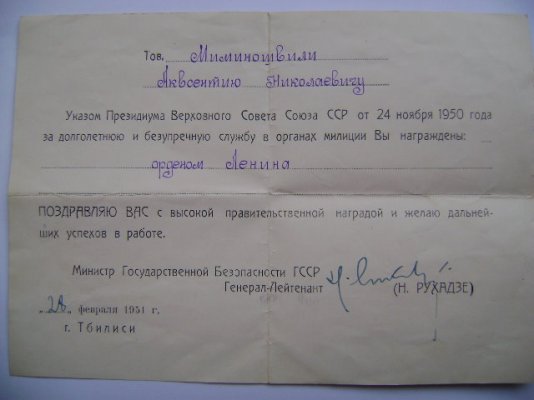 Тов. Миминошвили
Аквсентию Николаевичу
Указом Президиума Верховного Совета Союза ССР от 24 ноября 1950 года
за долголетнюю и безупречную службу в органах милиции Вы награждены:
орденом Ленина
ПОЗДРАВЛЯЮ ВАС с высокой правительственной наградой и желаю дальней-
ших успехов в работе.
Министр Государственной Безопасности ГССР
Генерал-Лейтенант (Н. РУХАДЗЕ)
„28„ февраля 1951 г.
г. Тбилиси